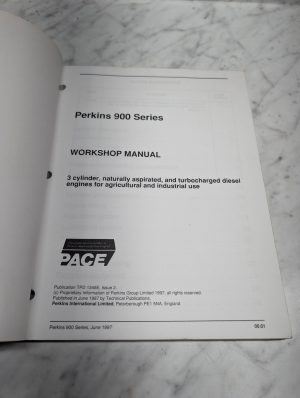 Perkins 900 Series
WORKSHOP MANUAL
3 cylinder, naturally aspirated, and turbocharged diesel
engines for agricultural and industrial use
PACE
Publication TPD 1349E, Issue 2.
(c) Proprietary Information of Perkins Group Limited 1997, all rights reserved.
Published in June 1997 by Technical Publications,
Perkins International Limited, Peterborough PE1 5NA, England.
Perkins 900 Series, June 1997
00.01